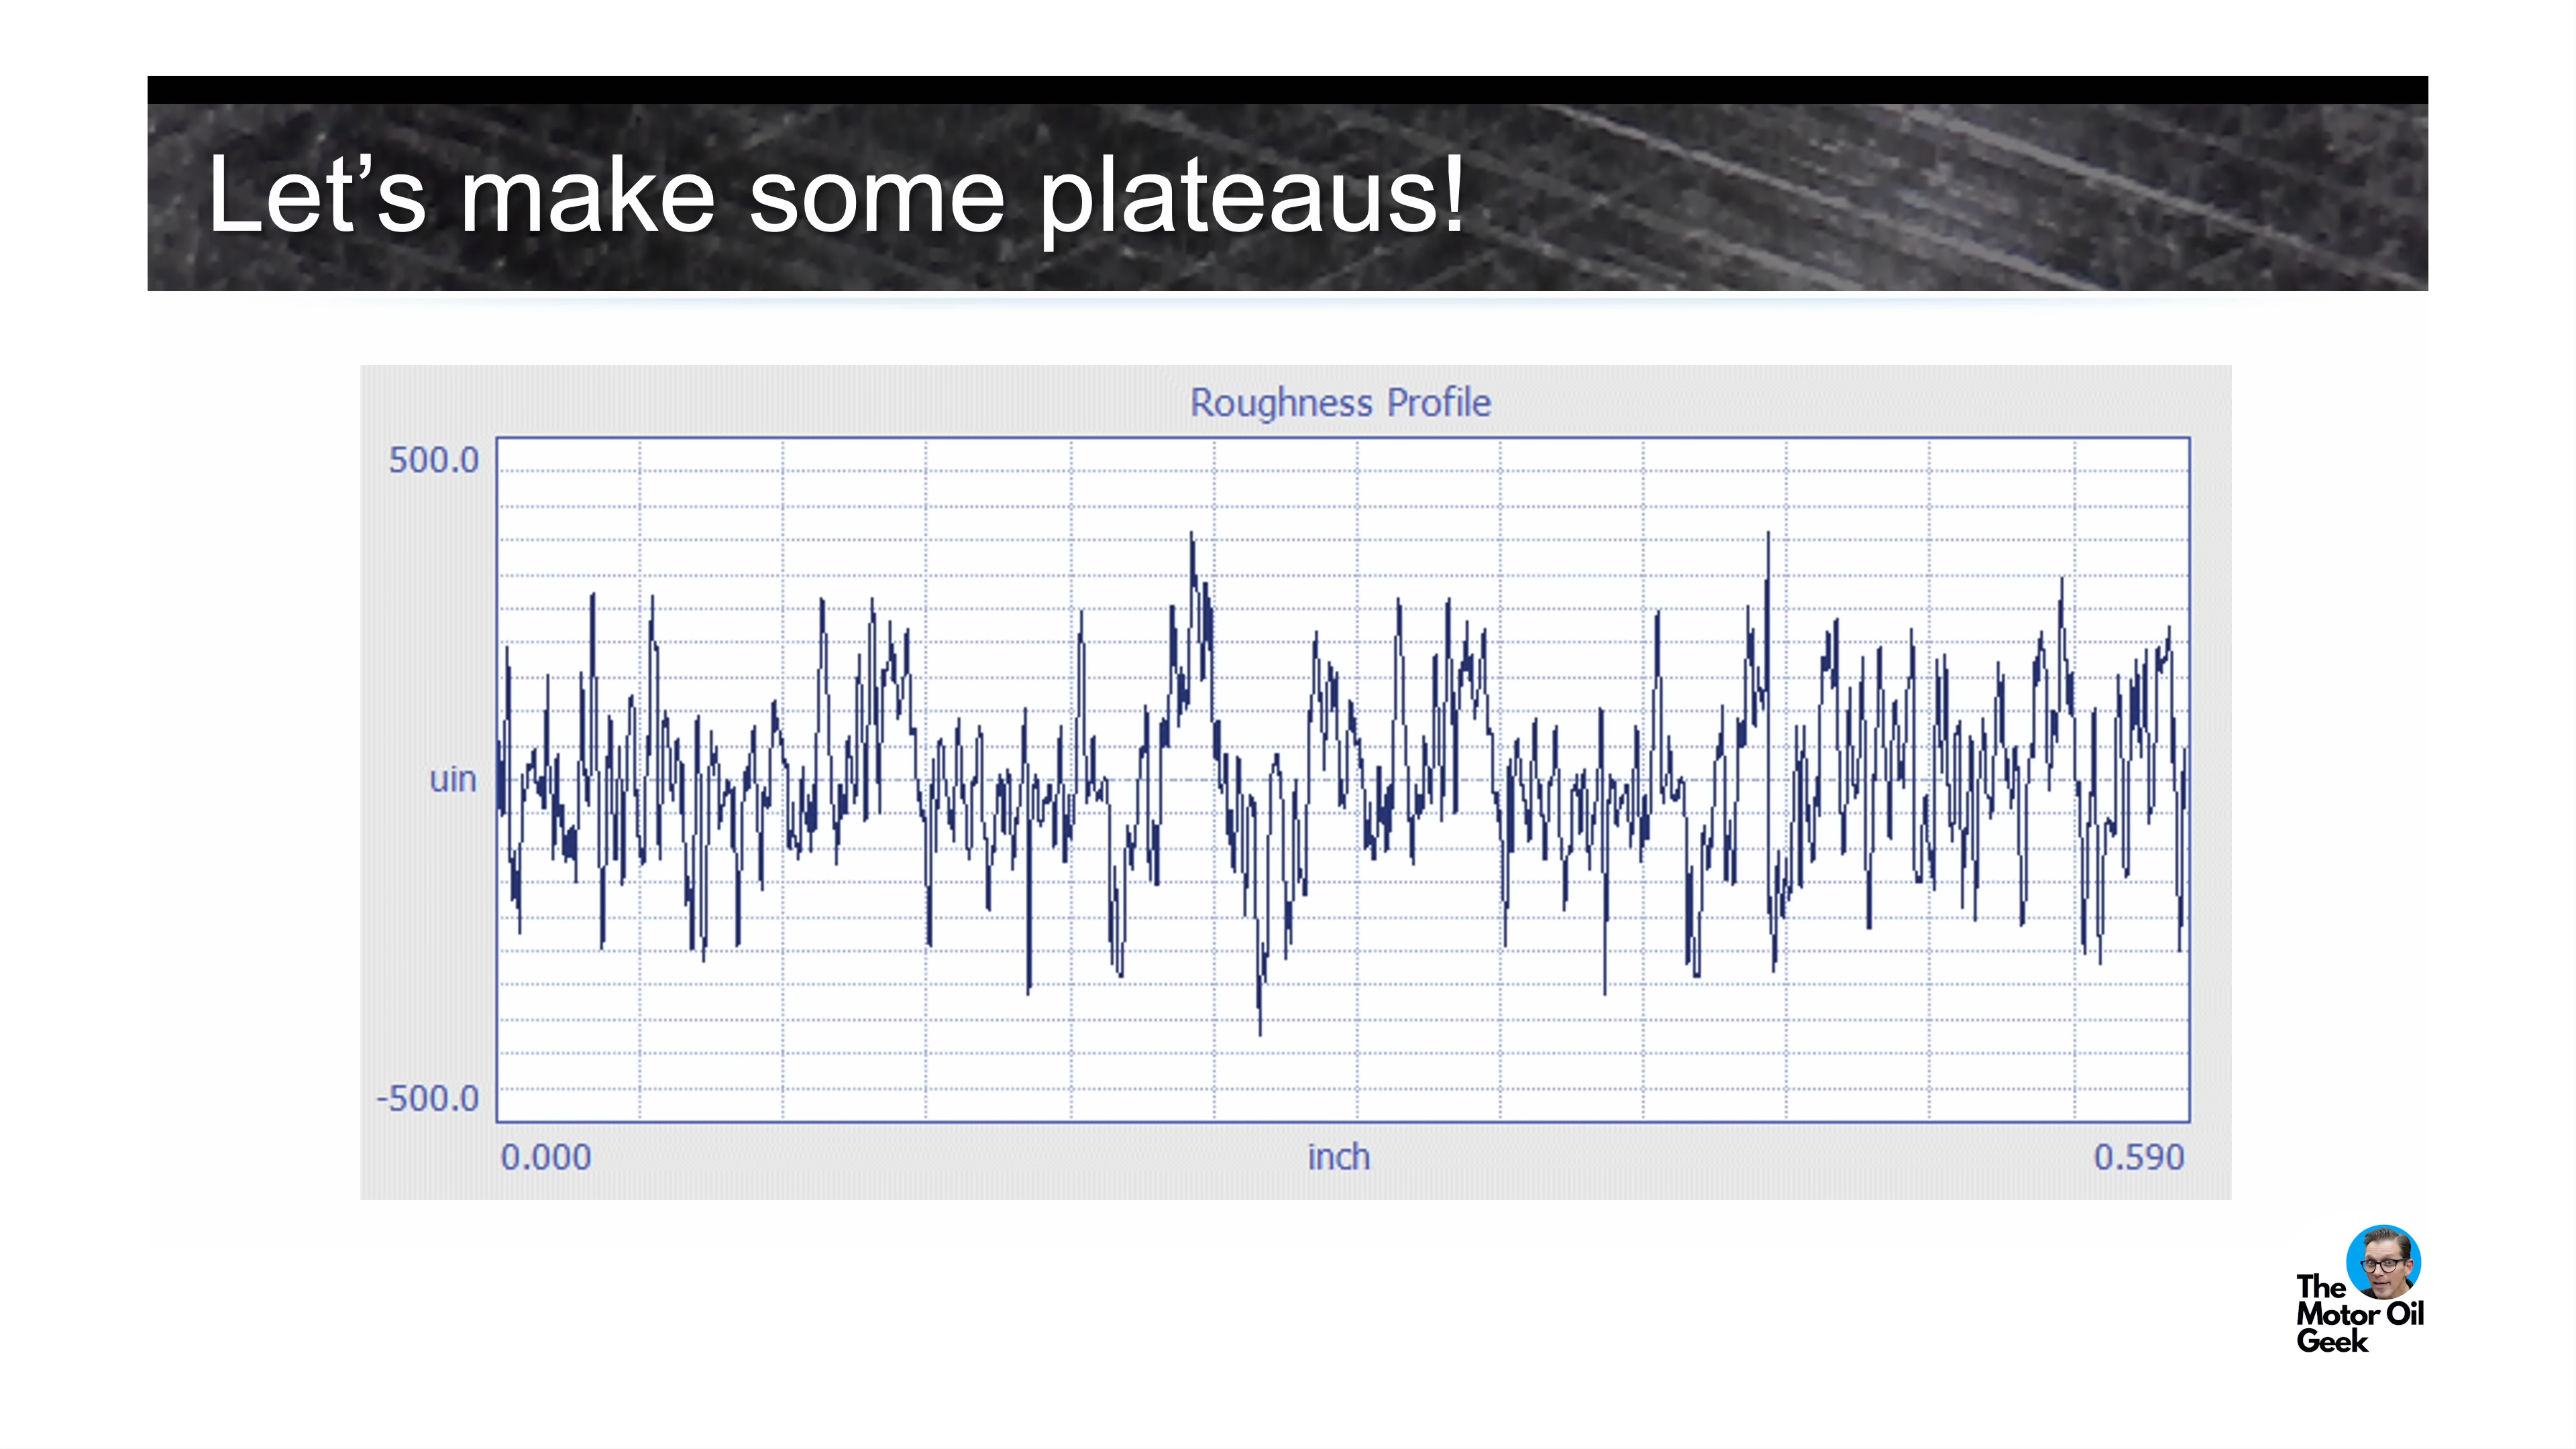 Let’s make some plateaus!
Roughness Profile
500.0
uin
-500.0
0.000
inch
0.590
The
Motor Oil
Geek